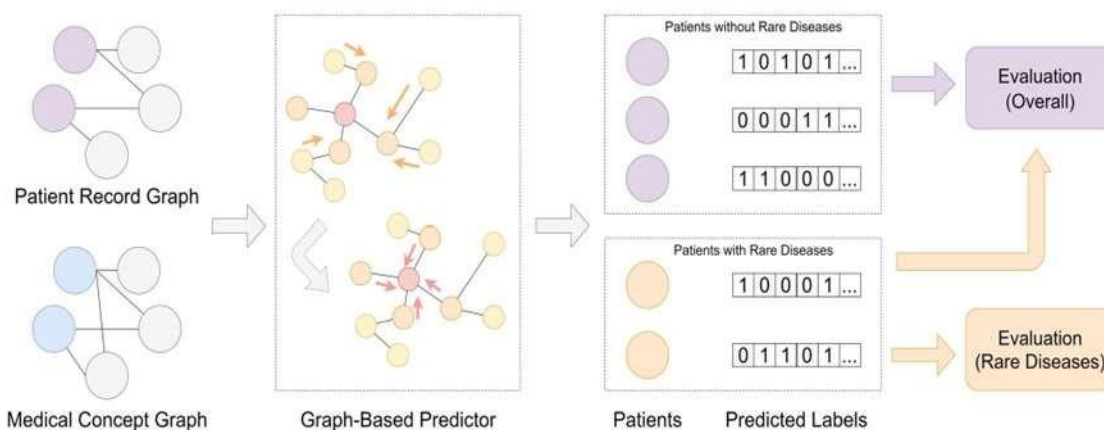 Patient Record Graph
Medical Concept Graph
Graph-Based Predictor
Patients without Rare Diseases
1 0 1 0 1 ...
0 0 0 1 1 ...
1 1 0 0 0 ...
Patients with Rare Diseases
1 0 0 0 1 ...
0 1 1 0 1 ...
Patients
Predicted Labels
Evaluation
(Overall)
Evaluation
(Rare Diseases)